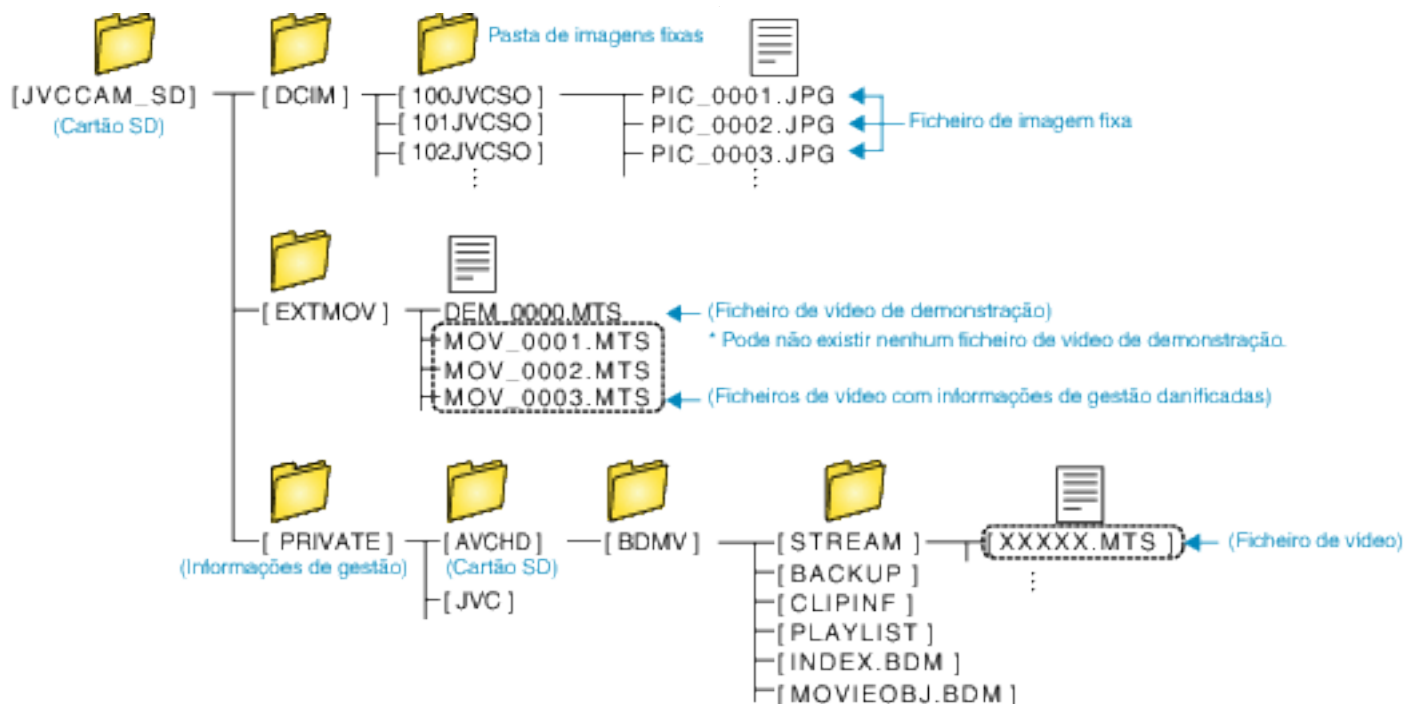 Pasta de imagens fixas
[JVCCAM_SD]
(Cartão SD)
[DCIM]
[100JVCSO]
[101JVCSO]
[102JVCSO]
PIC_0001.JPG
PIC_0002.JPG
PIC_0003.JPG
Ficheiro de imagem fixa
[EXTMOV]
DEM_0000.MTS
MOV_0001.MTS
MOV_0002.MTS
MOV_0003.MTS
(Ficheiro de vídeo de demonstração)
* Pode não existir nenhum ficheiro de vídeo de demonstração.
(Ficheiros de vídeo com informações de gestão danificadas)
[PRIVATE]
(Informações de gestão)
[AVCHD]
(Cartão SD)
[JVC]
[BDMV]
[STREAM]
[BACKUP]
[CLIPINF]
[PLAYLIST]
[INDEX.BDM]
[MOVIEOBJ.BDM]
[XXXXX.MTS]
(Ficheiro de vídeo)